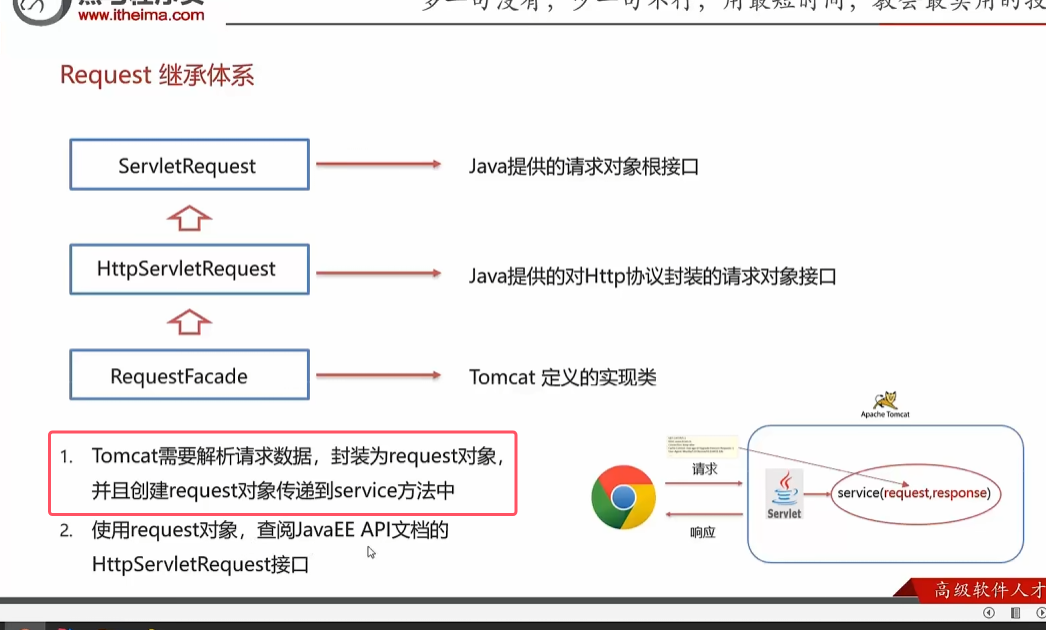 www.itheima.com
Request 继承体系
ServletRequest
Java提供的请求对象根接口
HttpServletRequest
Java提供的对Http协议封装的请求对象接口
RequestFacade
Tomcat 定义的实现类
1. Tomcat需要解析请求数据，封装为request对象，
并且创建request对象传递到service方法中
2. 使用request对象，查阅JavaEE API文档的
HttpServletRequest接口
Apache Tomcat
请求
响应
Servlet
service(request,response)
高级软件人才